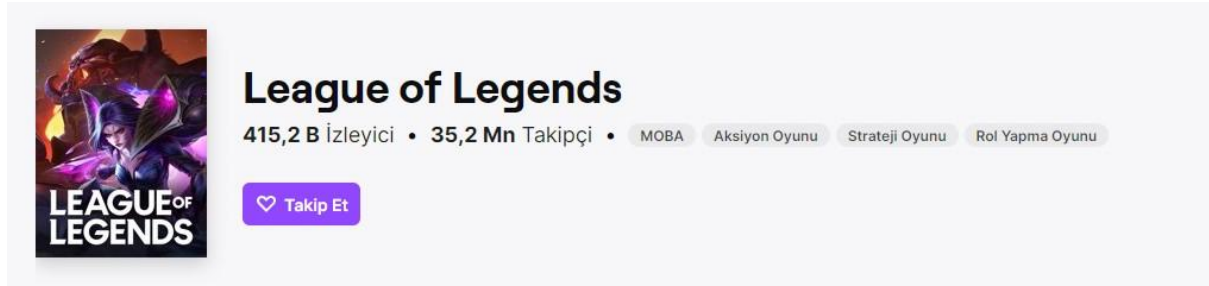 LEAGUE OF
LEGENDS
League of Legends
415,2 B İzleyici • 35,2 Mn Takipçi • MOBA Aksiyon Oyunu Strateji Oyunu Rol Yapma Oyunu
Takip Et